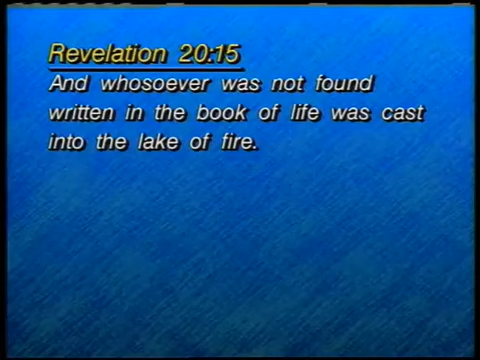 Revelation 20:15
And whosoever was not found
written in the book of life was cast
into the lake of fire.